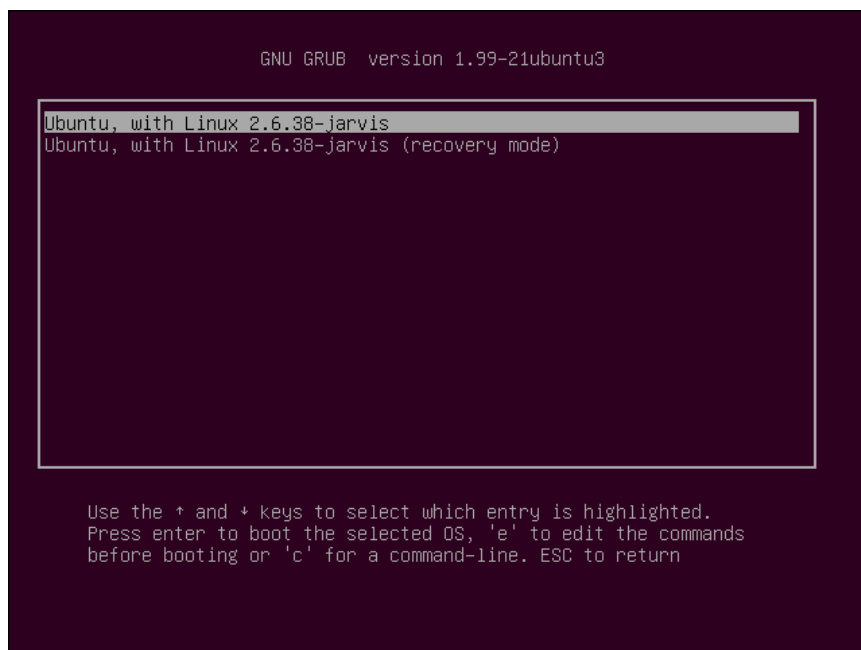 GNU GRUB  version 1.99-21ubuntu3
Ubuntu, with Linux 2.6.38-jarvis
Ubuntu, with Linux 2.6.38-jarvis (recovery mode)
Use the ↑ and ↓ keys to select which entry is highlighted.
Press enter to boot the selected OS, 'e' to edit the commands
before booting or 'c' for a command-line. ESC to return